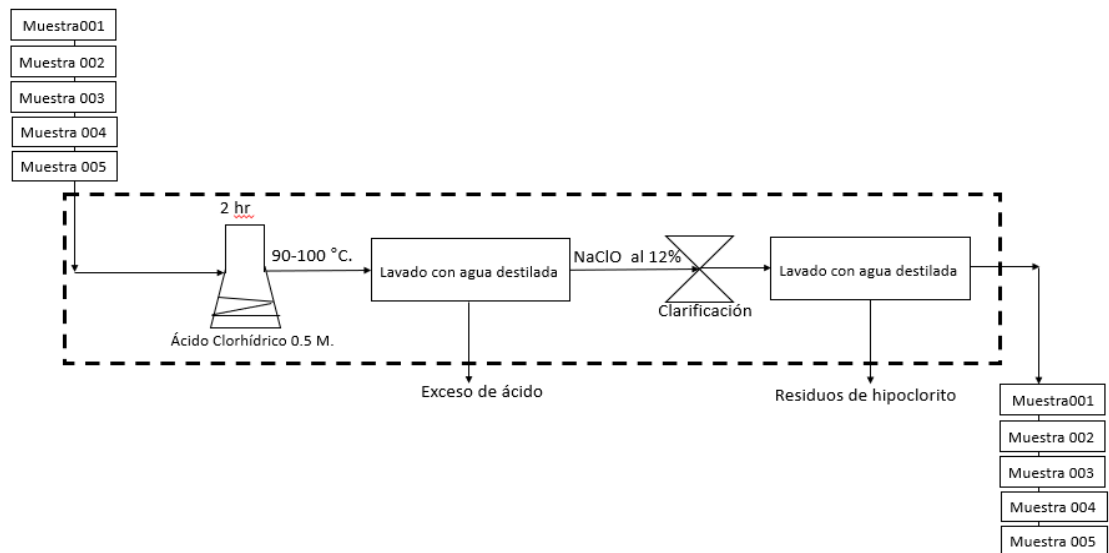 Muestra001
Muestra 002
Muestra 003
Muestra 004
Muestra 005
2 hr
90-100 °C.
Ácido Clorhídrico 0.5 M.
Lavado con agua destilada
NaClO al 12%
Clarificación
Lavado con agua destilada
Exceso de ácido
Residuos de hipoclorito
Muestra001
Muestra 002
Muestra 003
Muestra 004
Muestra 005